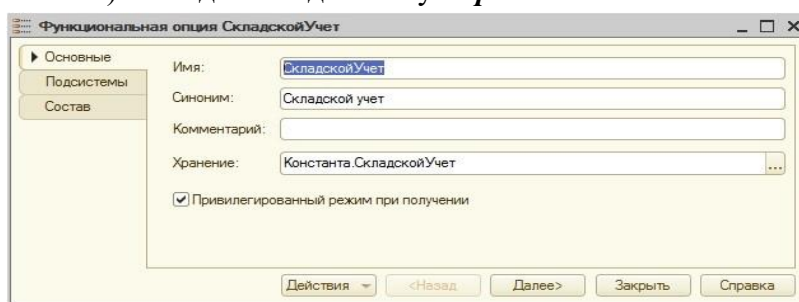 Функциональная опция СкладскойУчет
Основные
Подсистемы
Состав
Имя: СкладскойУчет
Синоним: Складской учет
Комментарий:
Хранение: Константа.СкладскойУчет ...
Привилегированный режим при получении
Действия <Назад Далее> Закрыть Справка